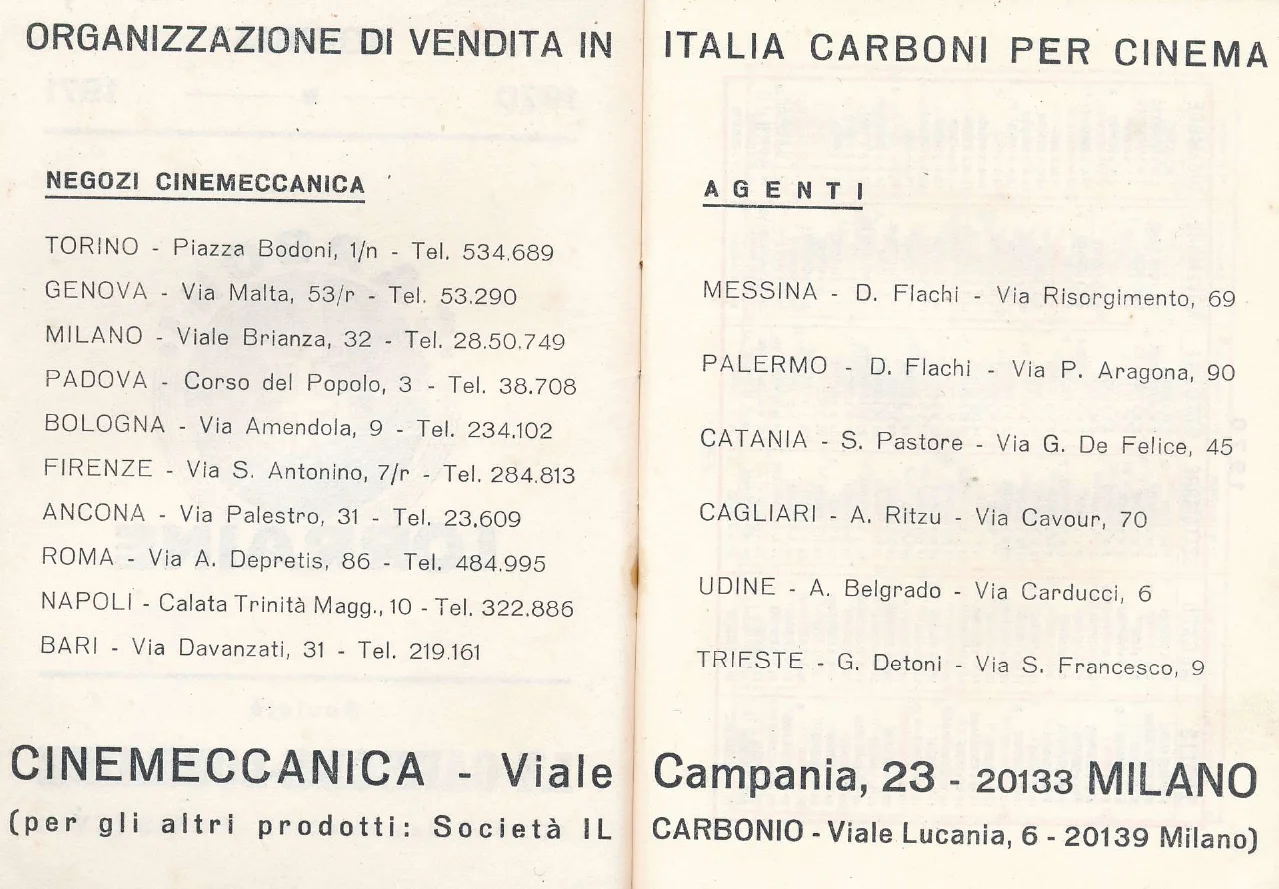 ORGANIZZAZIONE DI VENDITA IN ITALIA CARBONI PER CINEMA
NEGOZI CINEMECCANICA
TORINO - Piazza Bodoni, 1/n - Tel. 534.689
GENOVA - Via Malta, 53/r - Tel. 53.290
MILANO - Viale Brianza, 32 - Tel. 28.50.749
PADOVA - Corso del Popolo, 3 - Tel. 38.708
BOLOGNA - Via Amendola, 9 - Tel. 234.102
FIRENZE - Via S. Antonino, 7/r - Tel. 284.813
ANCONA - Via Palestro, 31 - Tel. 23.609
ROMA - Via A. Depretis, 86 - Tel. 484.995
NAPOLI - Calata Trinità Magg., 10 - Tel. 322.886
BARI - Via Davanzati, 31 - Tel. 219.161
AGENTI
MESSINA - D. Flachi - Via Risorgimento, 69
PALERMO - D. Flachi - Via P. Aragona, 90
CATANIA - S. Pastore - Via G. De Felice, 45
CAGLIARI - A. Ritzu - Via Cavour, 70
UDINE - A. Belgrado - Via Carducci, 6
TRIESTE - G. Detoni - Via S. Francesco, 9
CINEMECCANICA - Viale Campania, 23 - 20133 MILANO
(per gli altri prodotti: Società IL CARBONIO - Viale Lucania, 6 - 20139 Milano)